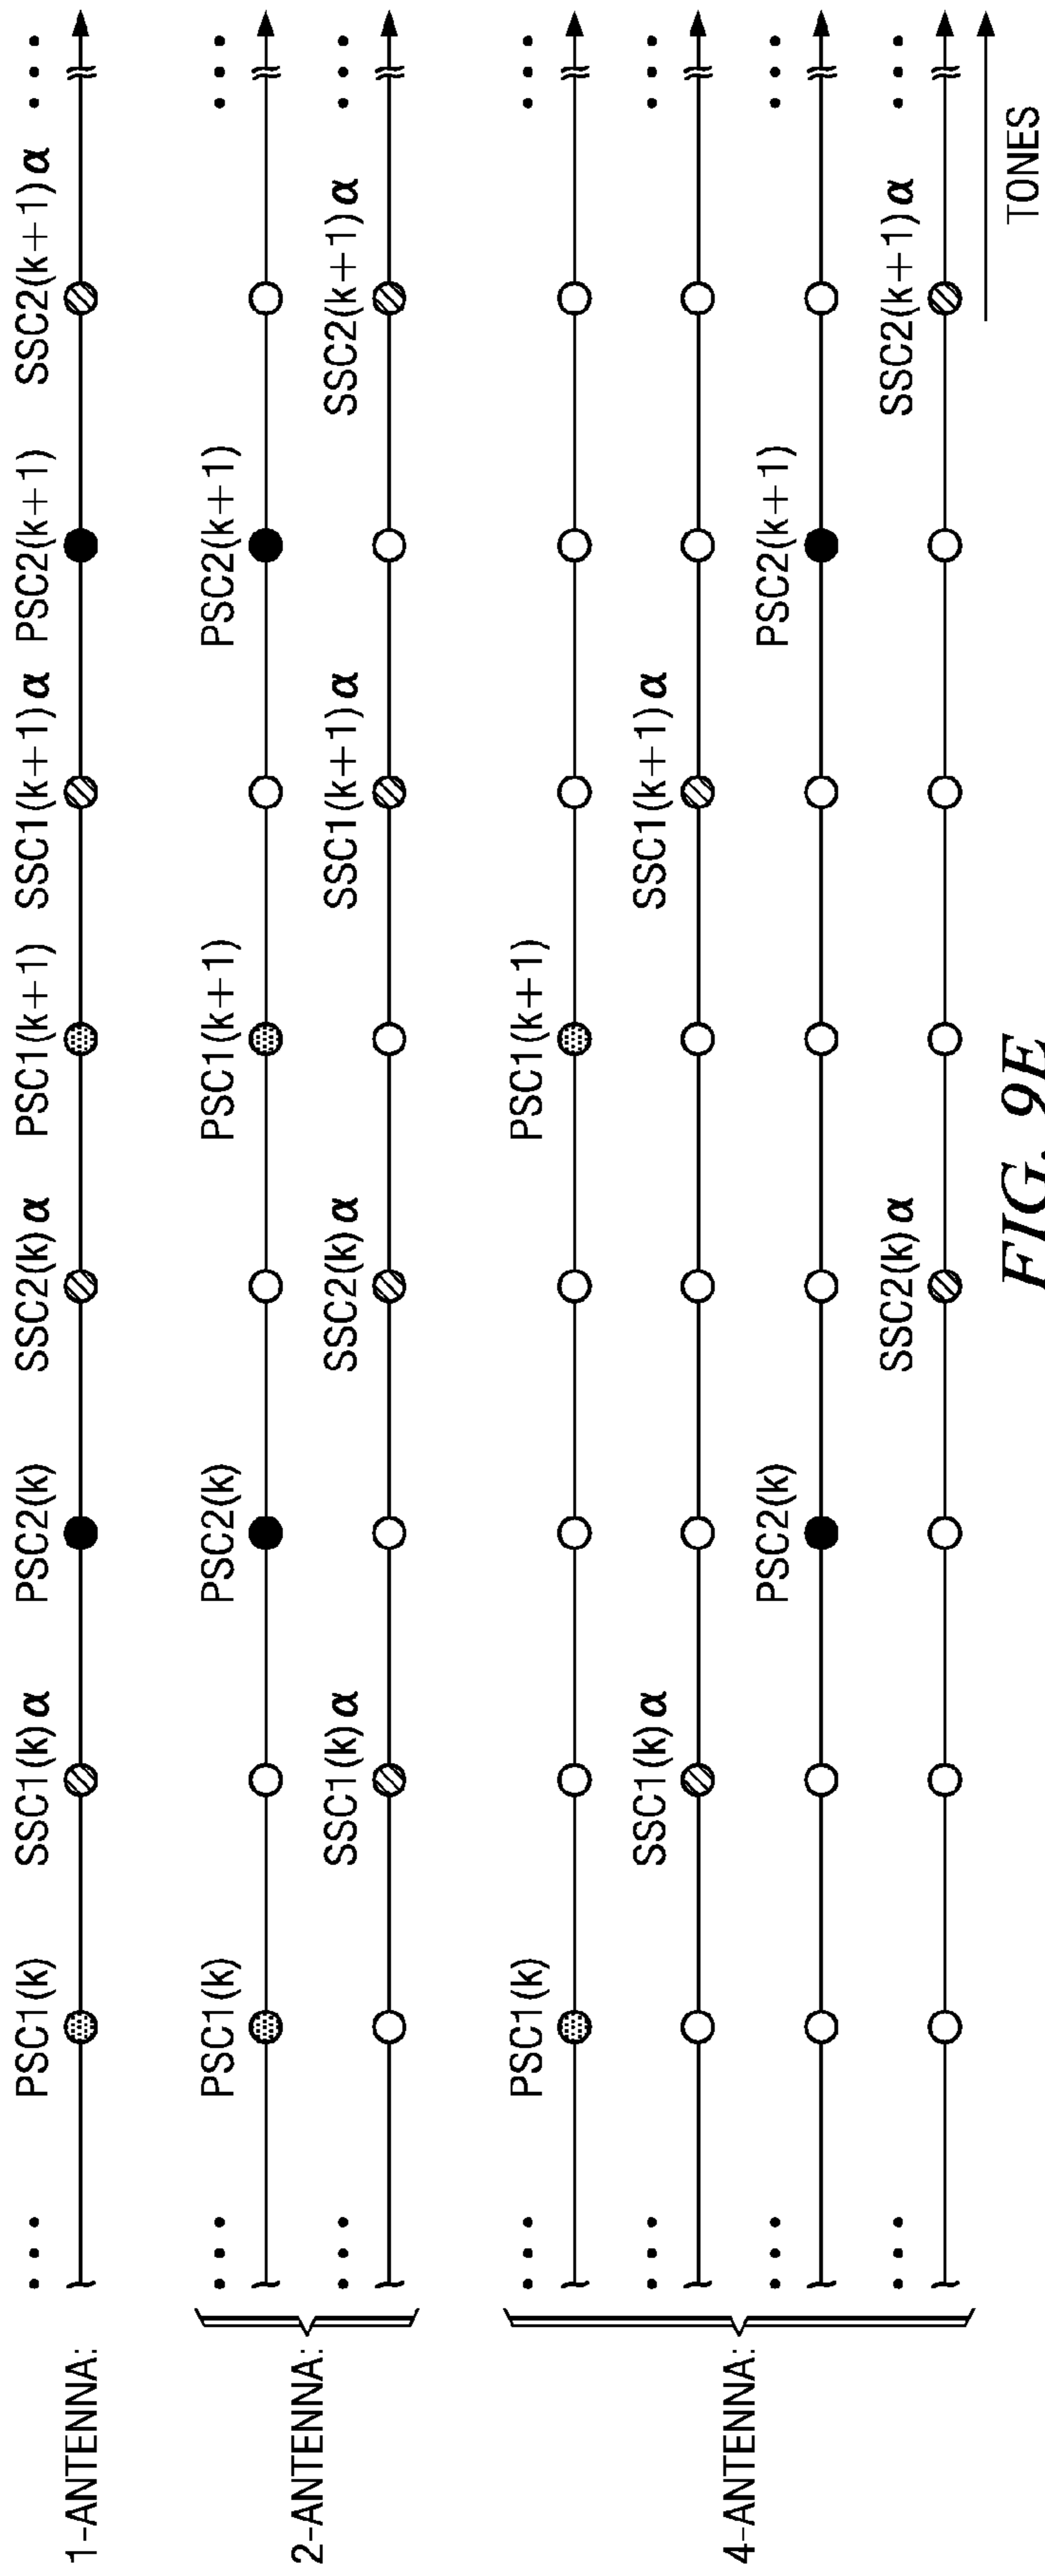 1-ANTENNA:
PSC1(k) SSC1(k)α PSC2(k) SSC2(k)α PSC1(k+1) SSC1(k+1)α PSC2(k+1) SSC2(k+1)α
2-ANTENNA:
PSC1(k) PSC2(k) PSC1(k+1) PSC2(k+1)
SSC1(k)α SSC2(k)α SSC1(k+1)α SSC2(k+1)α
4-ANTENNA:
PSC1(k) PSC1(k+1)
SSC1(k)α SSC1(k+1)α
PSC2(k) PSC2(k+1)
SSC2(k)α SSC2(k+1)α
TONES
FIG. 9E